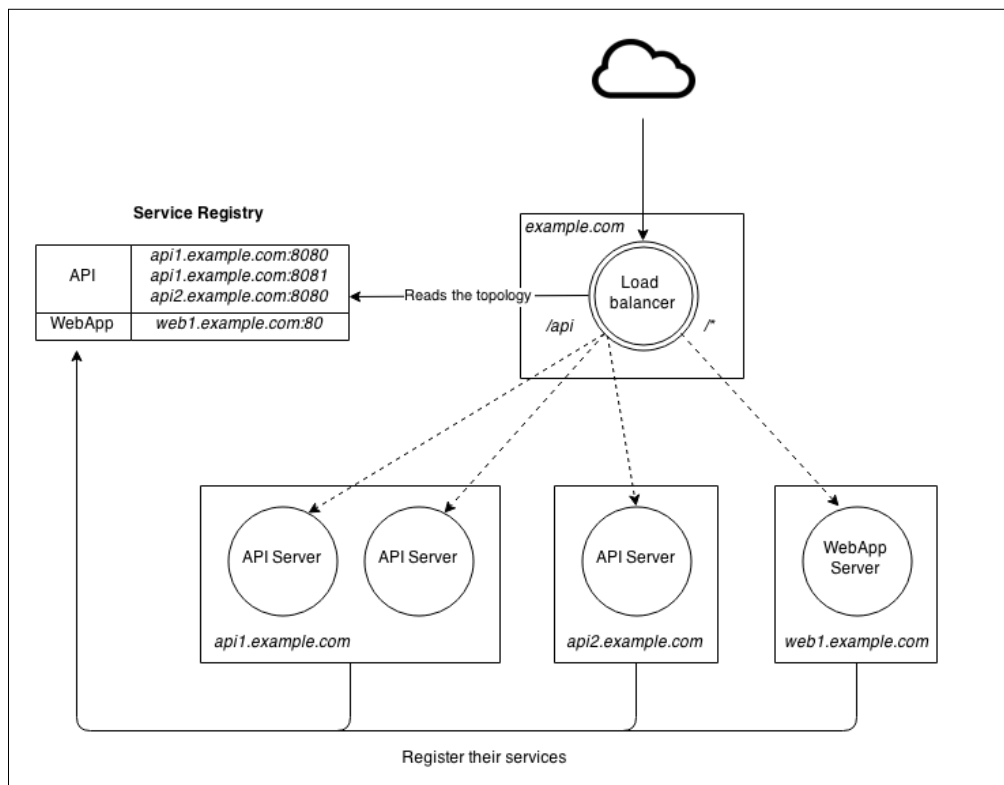 Service Registry
example.com
API
api1.example.com:8080
api1.example.com:8081
api2.example.com:8080
WebApp
web1.example.com:80
Reads the topology
Load
balancer
/api
/*
API Server
API Server
api1.example.com
API Server
api2.example.com
WebApp
Server
web1.example.com
Register their services